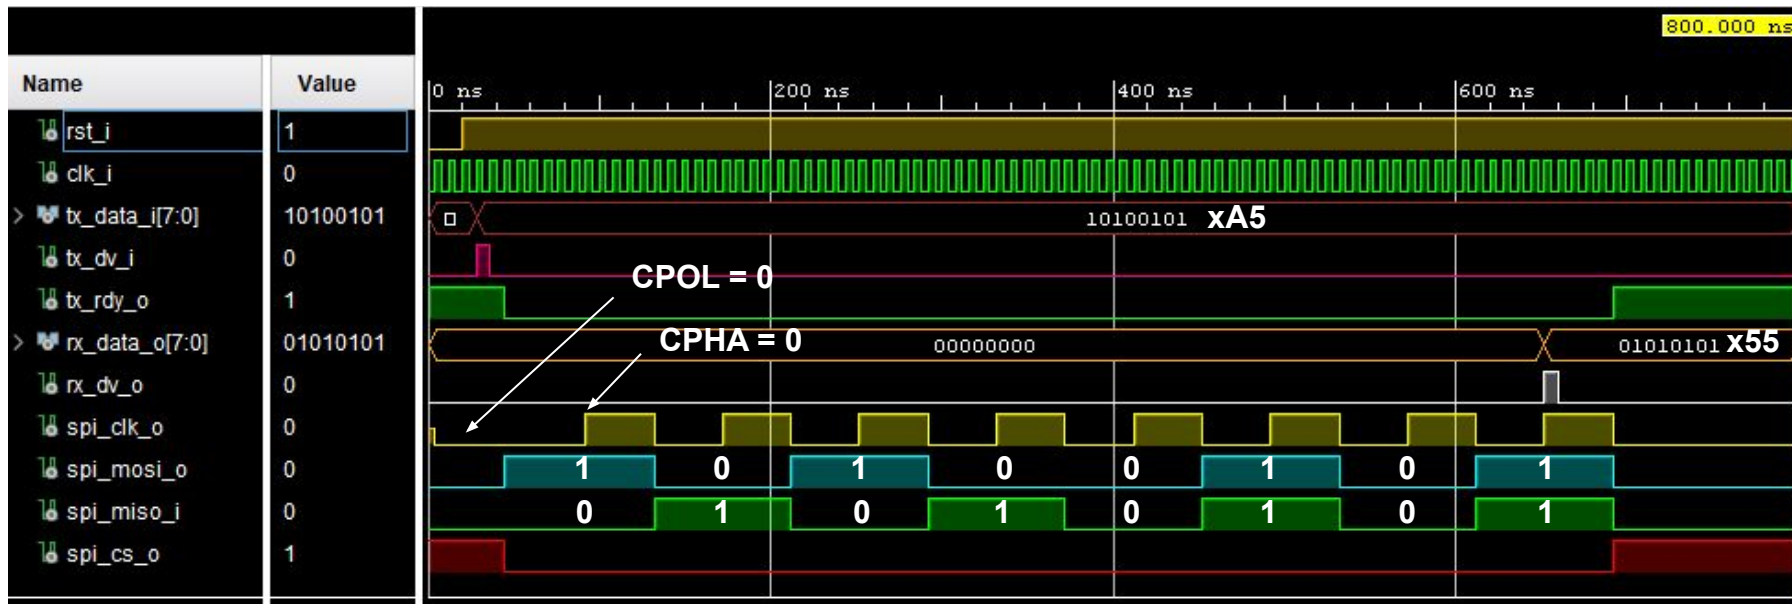 800.000 ns
Name Value
0 ns 200 ns 400 ns 600 ns
rst_i 1
clk_i 0
tx_data_i[7:0] 10100101 10100101 xA5
tx_dv_i 0
CPOL = 0
tx_rdy_o 1
rx_data_o[7:0] 01010101 CPHA = 0 00000000 01010101 x55
rx_dv_o 0
spi_clk_o 0
spi_mosi_o 0 1 0 1 0 0 1 0 1
spi_miso_i 0 0 1 0 1 0 1 0 1
spi_cs_o 1